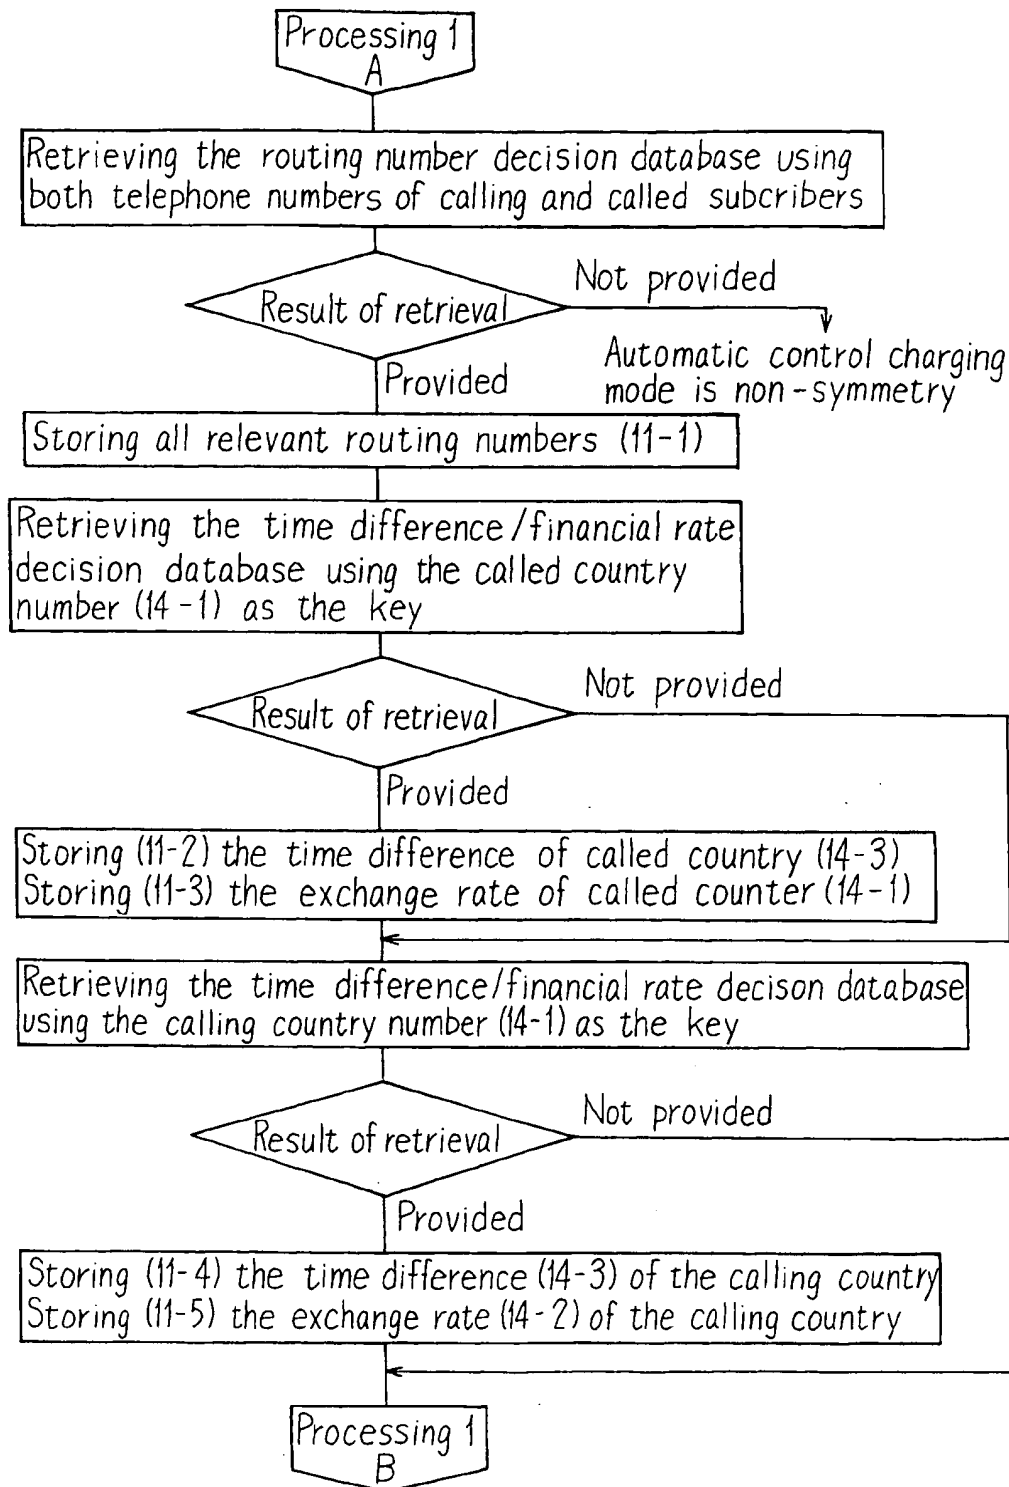 Processing 1
A
Retrieving the routing number decision database using
both telephone numbers of calling and called subcribers
Not provided
Result of retrieval
Automatic control charging
mode is non-symmetry
Provided
Storing all relevant routing numbers (11-1)
Retrieving the time difference/financial rate
decision database using the called country
number (14-1) as the key
Not provided
Result of retrieval
Provided
Storing (11-2) the time difference of called country (14-3)
Storing (11-3) the exchange rate of called counter (14-1)
Retrieving the time difference/financial rate decison database
using the calling country number (14-1) as the key
Not provided
Result of retrieval
Provided
Storing (11-4) the time difference (14-3) of the calling country
Storing (11-5) the exchange rate (14-2) of the calling country
Processing 1
B